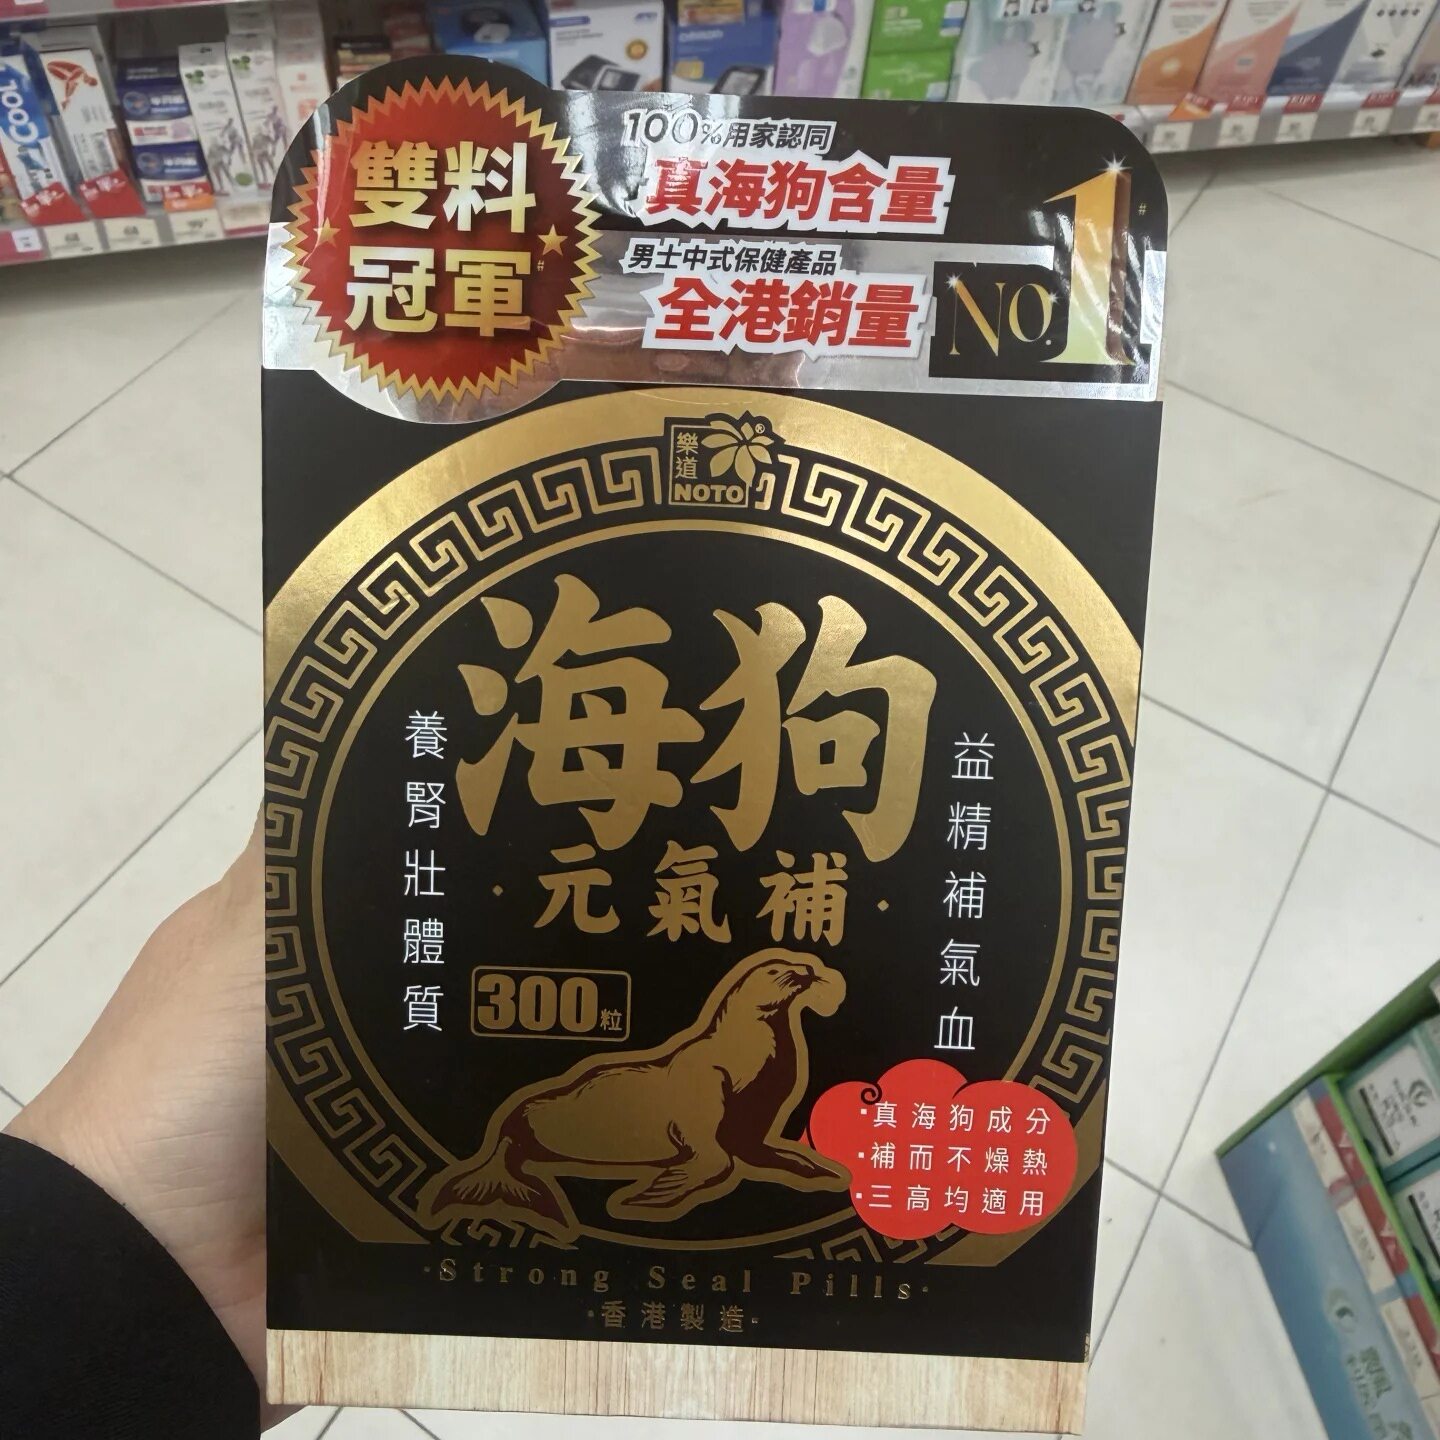 雙料
冠軍#
100%用家認同
真海狗含量
男士中式保健產品
全港銷量
NO.1#
樂道®
NOTO
海狗
·元氣補·
養腎壯體質
益精補氣血
300粒
·真海狗成分
·補而不燥熱
·三高均適用
·Strong Seal Pills·
·香港製造·